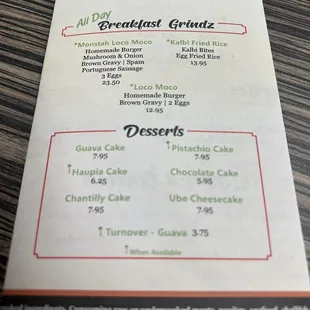 All Day
Breakfast Grindz
*Monstah Loco Moco
Homemade Burger
Mushroom & Onion
Brown Gravy | Spam
Portuguese Sausage
3 Eggs
23.50
*Kalbi Fried Rice
Kalbi Bites
Egg Fried Rice
13.95
*Loco Moco
Homemade Burger
Brown Gravy | 2 Eggs
12.95
Desserts
Guava Cake
7.95
Pistachio Cake
7.95
Haupia Cake
6.25
Chocolate Cake
5.95
Chantilly Cake
7.95
Ube Cheesecake
7.95
Turnover - Guava 3.75
When Available